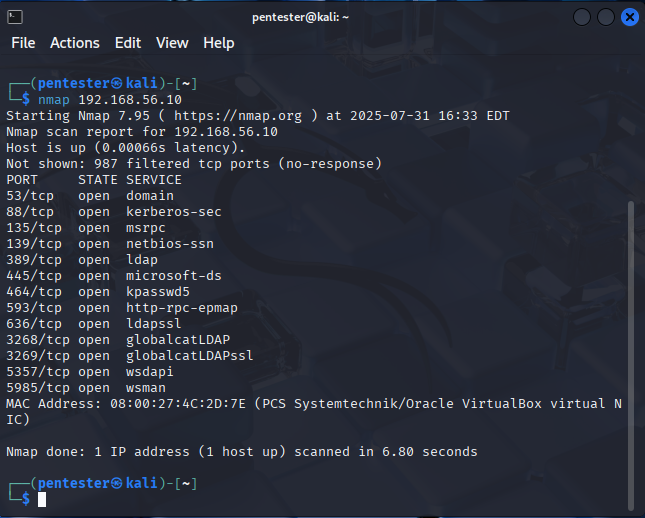 pentester@kali: ~
File Actions Edit View Help
┌──(pentester㉿kali)-[~]
└─$ nmap 192.168.56.10
Starting Nmap 7.95 ( https://nmap.org ) at 2025-07-31 16:33 EDT
Nmap scan report for 192.168.56.10
Host is up (0.00066s latency).
Not shown: 987 filtered tcp ports (no-response)
PORT     STATE SERVICE
53/tcp   open  domain
88/tcp   open  kerberos-sec
135/tcp  open  msrpc
139/tcp  open  netbios-ssn
389/tcp  open  ldap
445/tcp  open  microsoft-ds
464/tcp  open  kpasswd5
593/tcp  open  http-rpc-epmap
636/tcp  open  ldapssl
3268/tcp open  globalcatLDAP
3269/tcp open  globalcatLDAPssl
5357/tcp open  wsdapi
5985/tcp open  wsman
MAC Address: 08:00:27:4C:2D:7E (PCS Systemtechnik/Oracle VirtualBox virtual N
IC)
Nmap done: 1 IP address (1 host up) scanned in 6.80 seconds
┌──(pentester㉿kali)-[~]
└─$